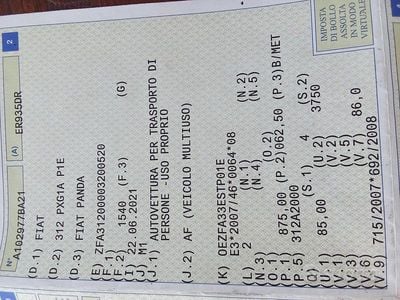 2
N° A102977BA21 (A) ER935DR
(D.1) FIAT
(D.2) 312 PXG1A P1E
(D.3) FIAT PANDA
(E) ZFA31200003200520
(F.1)
(F.2) 1540 (F.3) (G)
(I) 22.06.2021
(J) M1
(J.1) AUTOVETTURA PER TRASPORTO DI
PERSONE -USO PROPRIO
(J.2) AF (VEICOLO MULTIUSO)
(K) OEZFA33ESTP01E
E3*2007/46*0064*08
(L) 2 (N.1) (N.2)
(N.3) (N.4) (N.5)
(O.1) (O.2)
(P.1) 875,00 (P.2)062,50 (P.3)B/MET
(P.5) 312A2000
(Q) (S.1) 4 (S.2)
(U.1) 85,00 (U.2) 3750
(V.1) (V.2)
(V.3) (V.5)
(V.6) (V.7) 86,0
(V.9) 715/2007*692/2008
IMPOSTA
DI BOLLO
ASSOLTA
IN MODO
VIRTUALE